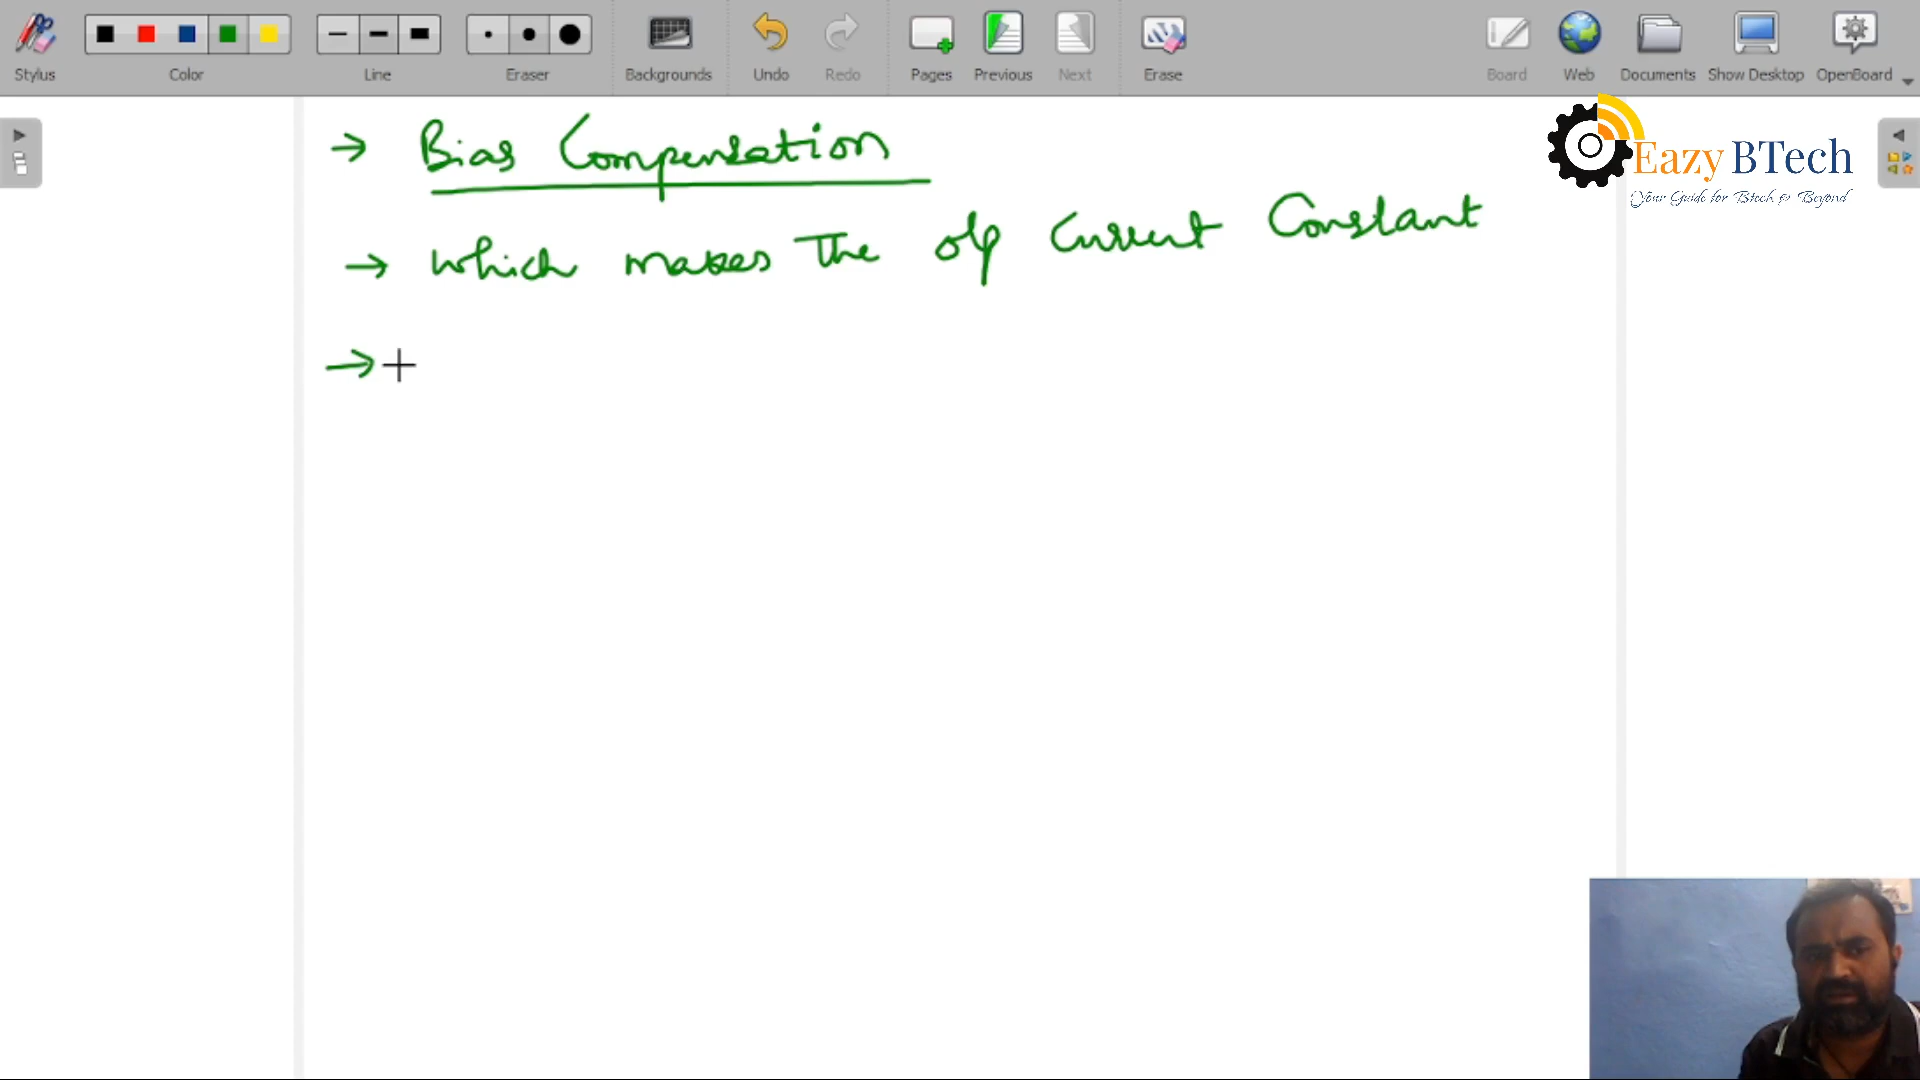 Stylus Color Line Eraser Backgrounds Undo Redo Pages Previous Next Erase Board Web Documents Show Desktop OpenBoard
→ Bias Compensation
Eazy BTech
Your Guide for Btech & Beyond
→ which makes the o/p Current Constant
→